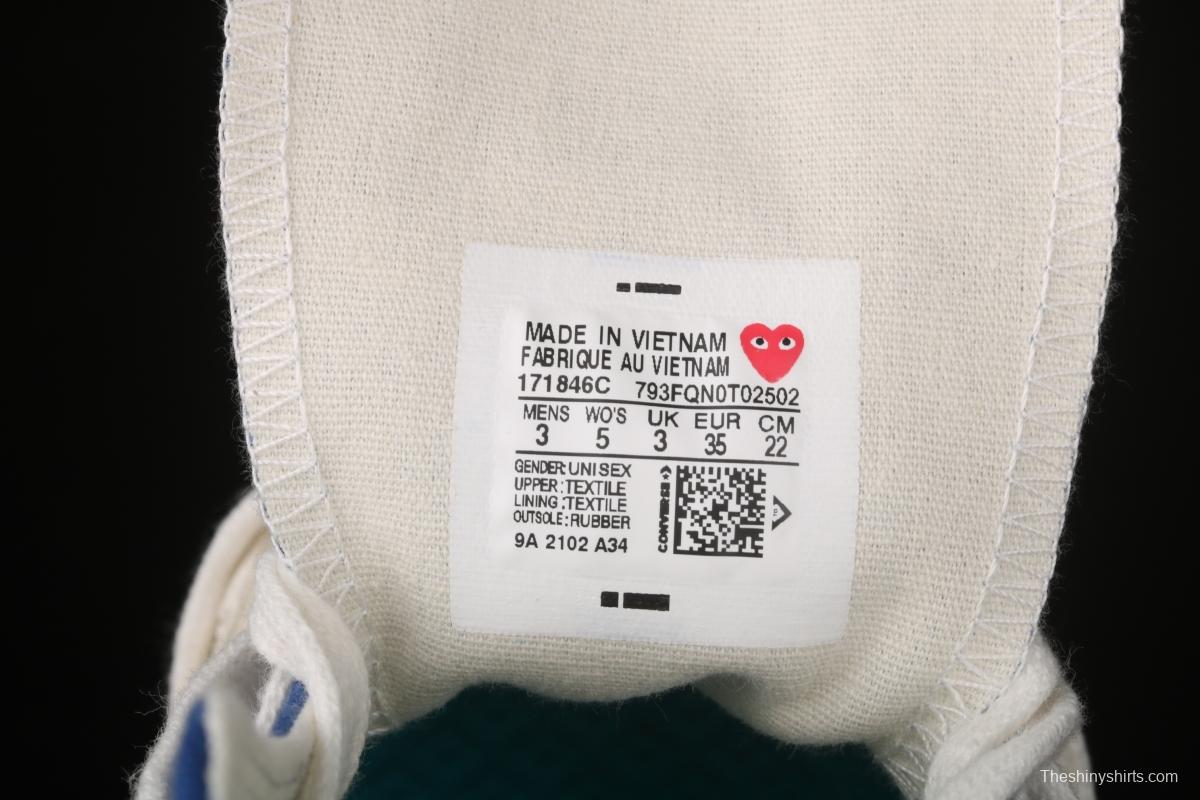 MADE IN VIETNAM
FABRIQUE AU VIETNAM
171846C 793FQN0T02502
MENS WO'S UK EUR CM
3 5 3 35 22
GENDER:UNISEX
UPPER:TEXTILE
LINING:TEXTILE
OUTSOLE:RUBBER
9A 2102 A34
CONVERSE
Theshinyshirts.com